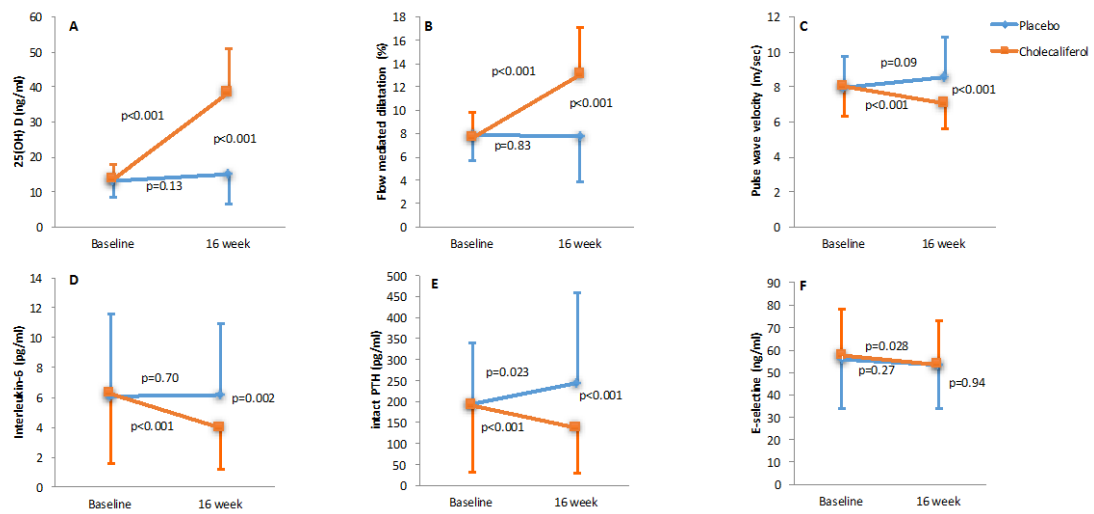 A
25(OH) D (ng/ml)
60
50
40
30
20
10
0
p<0.001
p<0.001
p=0.13
Baseline
16 week
B
Flow mediated dilatation (%)
18
16
14
12
10
8
6
4
2
0
p<0.001
p<0.001
p=0.83
Baseline
16 week
C
Pulse wave velocity (m/sec)
12
10
8
6
4
2
0
p=0.09
p<0.001
p<0.001
Baseline
16 week
Placebo
Cholecaliferol
D
Interleukin-6 (pg/ml)
14
12
10
8
6
4
2
0
p=0.70
p=0.002
p<0.001
Baseline
16 week
E
intact PTH (pg/ml)
500
450
400
350
300
250
200
150
100
50
0
p=0.023
p<0.001
p<0.001
Baseline
16 week
F
E-selectine (ng/ml)
90
80
70
60
50
40
30
20
10
0
p=0.028
p=0.27
p=0.94
Baseline
16 week